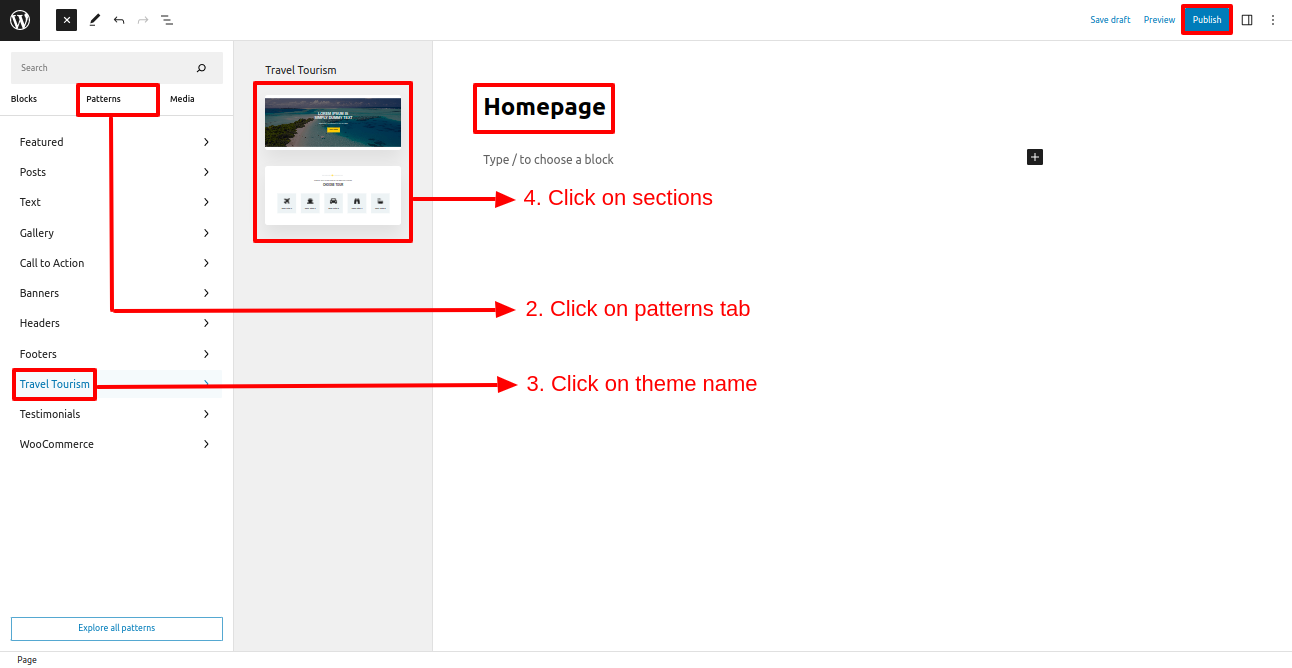 Save draft
Preview
Publish
Search
Blocks
Patterns
Media
Featured
Posts
Text
Gallery
Call to Action
Banners
Headers
Footers
Travel Tourism
Testimonials
WooCommerce
Explore all patterns
Page
Travel Tourism
LOREM IPSUM IS
SIMPLY DUMMY TEXT
CHOOSE TOUR
Homepage
Type / to choose a block
4. Click on sections
2. Click on patterns tab
3. Click on theme name